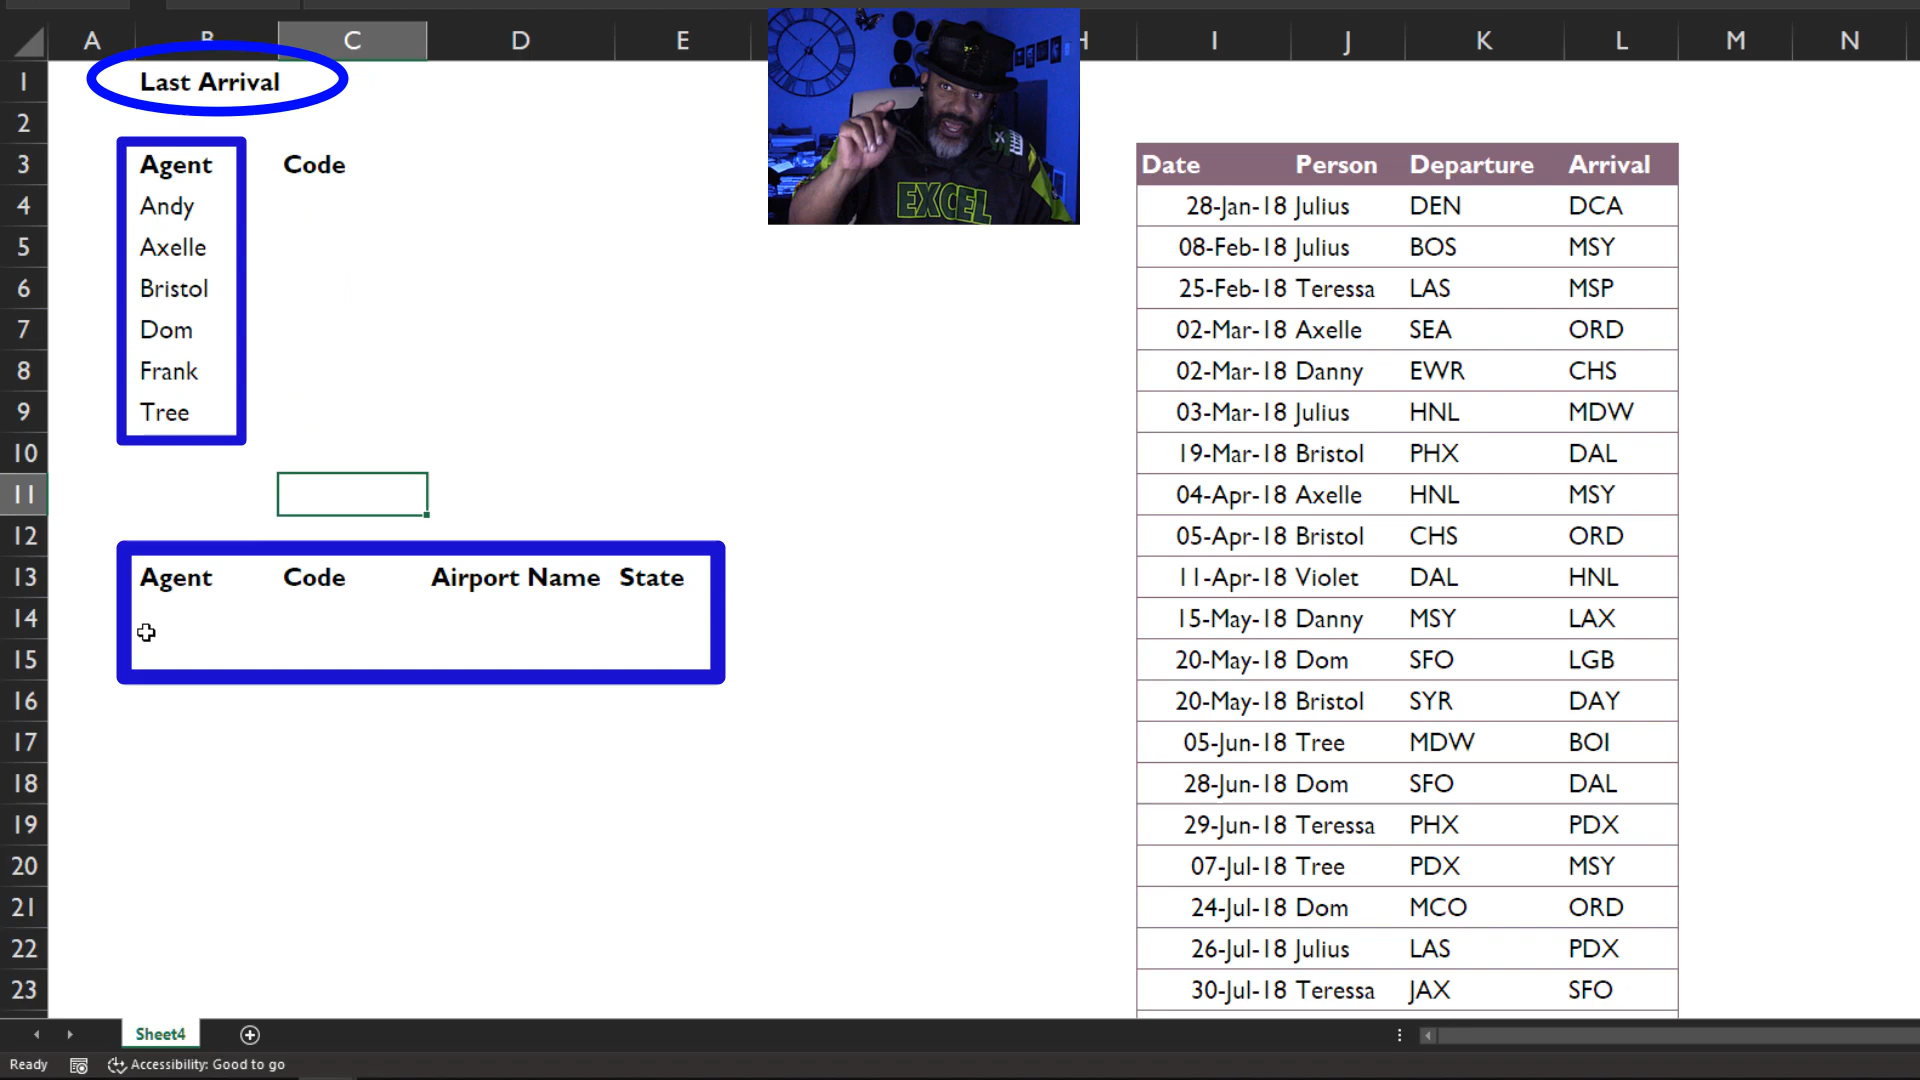 A B C D E I J K L M N
1 Last Arrival
2
3 Agent Code Date Person Departure Arrival
4 Andy 28-Jan-18 Julius DEN DCA
5 Axelle 08-Feb-18 Julius BOS MSY
6 Bristol 25-Feb-18 Teressa LAS MSP
7 Dom 02-Mar-18 Axelle SEA ORD
8 Frank 02-Mar-18 Danny EWR CHS
9 Tree 03-Mar-18 Julius HNL MDW
10 19-Mar-18 Bristol PHX DAL
11 04-Apr-18 Axelle HNL MSY
12 05-Apr-18 Bristol CHS ORD
13 Agent Code Airport Name State 11-Apr-18 Violet DAL HNL
14 15-May-18 Danny MSY LAX
15 20-May-18 Dom SFO LGB
16 20-May-18 Bristol SYR DAY
17 05-Jun-18 Tree MDW BOI
18 28-Jun-18 Dom SFO DAL
19 29-Jun-18 Teressa PHX PDX
20 07-Jul-18 Tree PDX MSY
21 24-Jul-18 Dom MCO ORD
22 26-Jul-18 Julius LAS PDX
23 30-Jul-18 Teressa JAX SFO
EXCEL
Sheet4
Ready Accessibility: Good to go